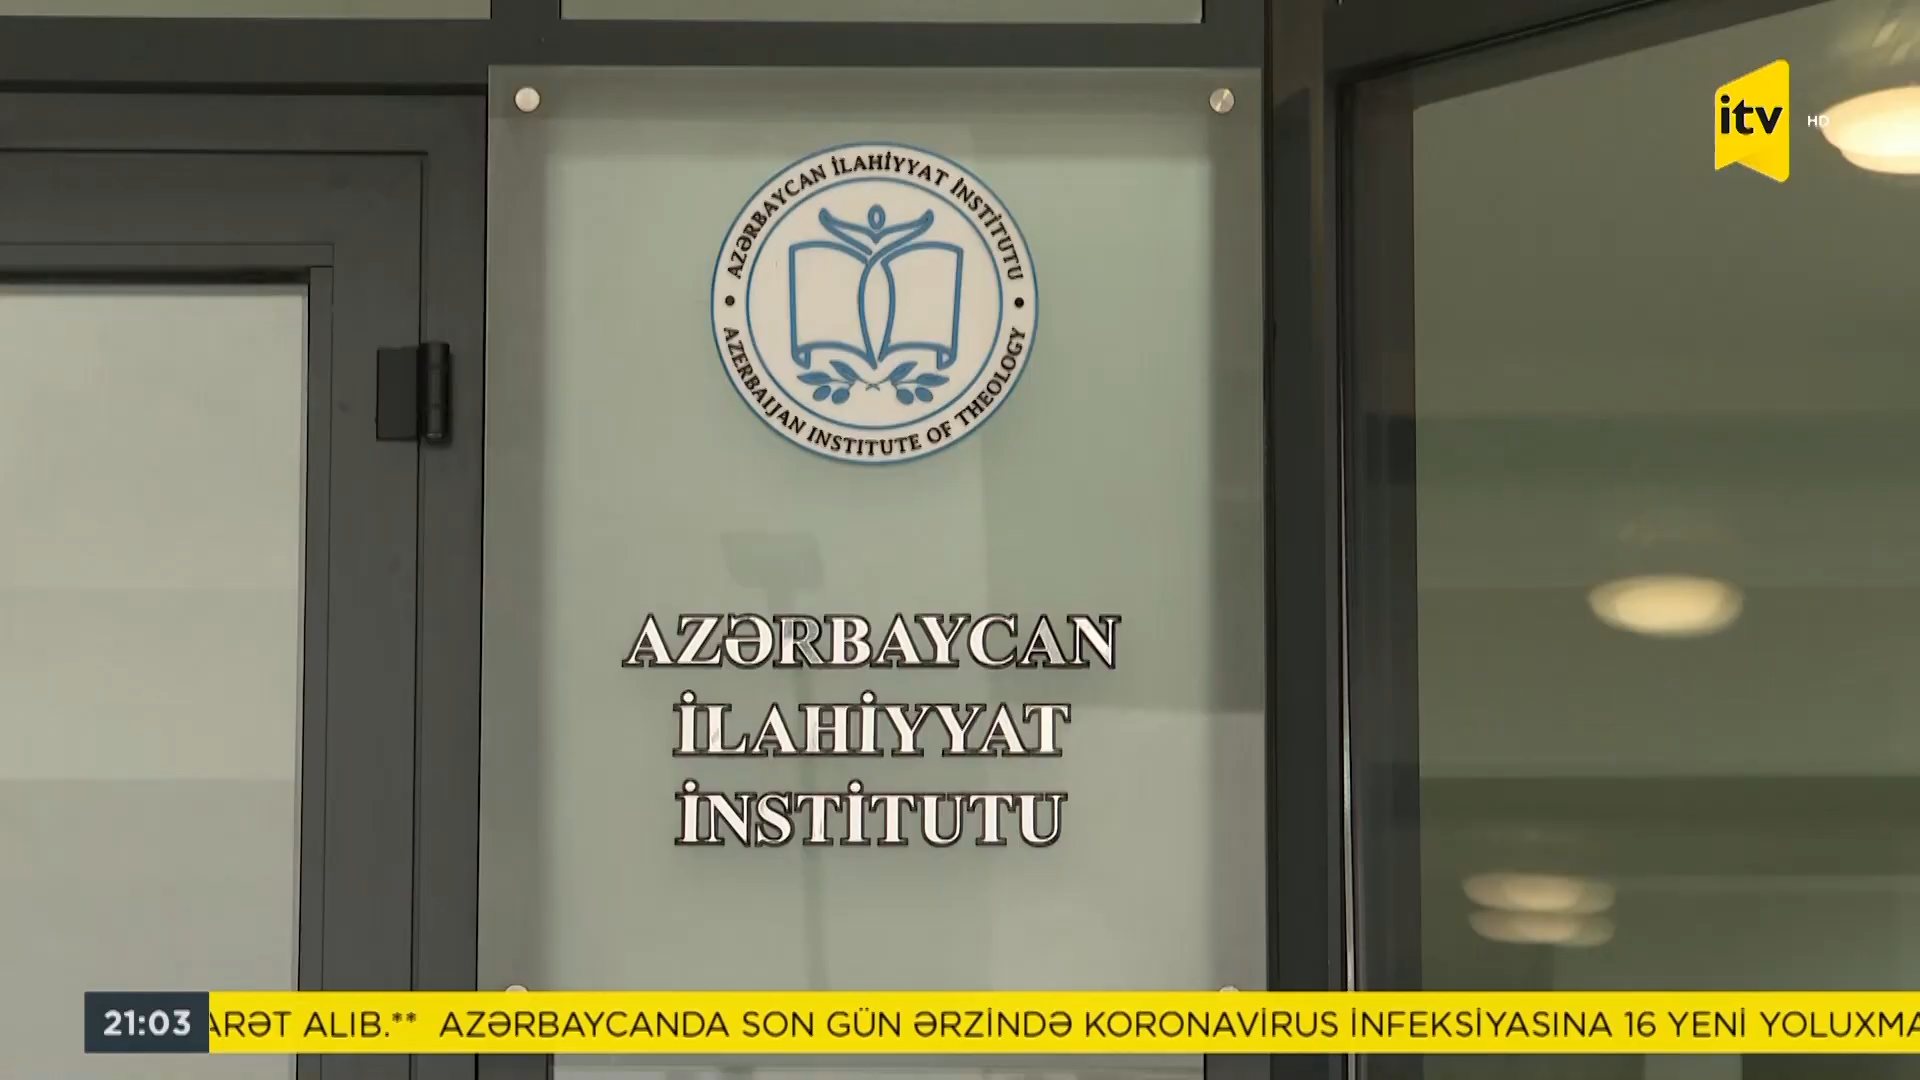 itv
HD
AZƏRBAYCAN İLAHİYYAT İNSTİTUTU
AZERBAIJAN INSTITUTE OF THEOLOGY
AZƏRBAYCAN
İLAHİYYAT
İNSTİTUTU
21:03 ARƏT ALIB.** AZƏRBAYCANDA SON GÜN ƏRZİNDƏ KORONAVİRUS İNFEKSİYASINA 16 YENİ YOLUXMA